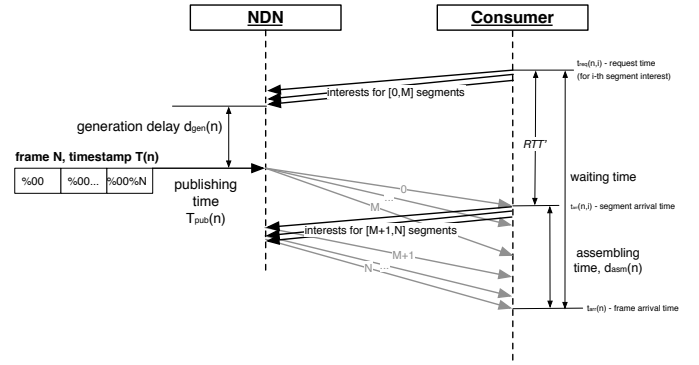 NDN
Consumer
treq(n,i) - request time
(for i-th segment interest)
interests for [0,M] segments
generation delay dgen(n)
RTT'
frame N, timestamp T(n)
%00
%00...
%00%N
publishing
time
Tpub(n)
0
...
M
waiting time
tarr(n,i) - segment arrival time
interests for [M+1,N] segments
M+1
...
N
assembling
time, dasm(n)
tarr(n) - frame arrival time